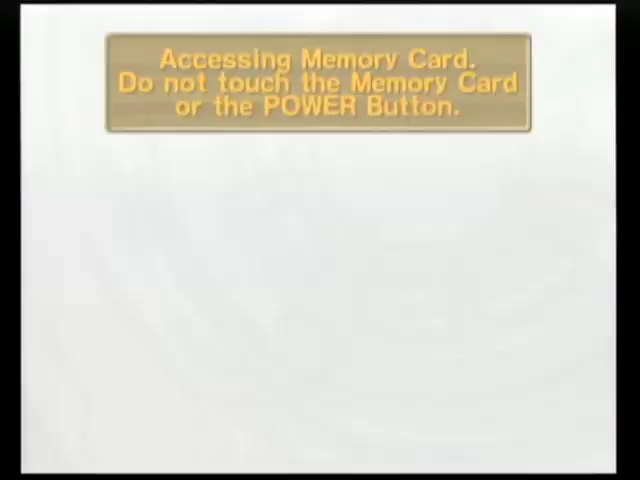 Accessing Memory Card.
Do not touch the Memory Card
or the POWER Button.